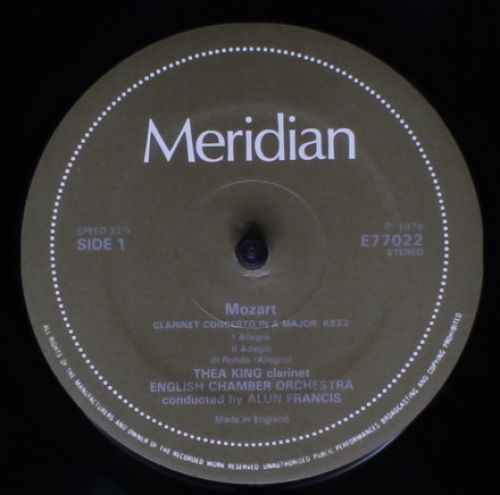 Meridian
SPEED 33⅓
SIDE 1
℗ 1979
E77022
STEREO
Mozart
CLARINET CONCERTO IN A MAJOR, K622
I Allegro
II Adagio
III Rondo (Allegro)
THEA KING clarinet
ENGLISH CHAMBER ORCHESTRA
conducted by ALUN FRANCIS
Made in England
ALL RIGHTS OF THE MANUFACTURERS AND OWNER OF THE RECORDED WORK RESERVED UNAUTHORISED PUBLIC PERFORMANCES BROADCASTING AND COPYING PROHIBITED